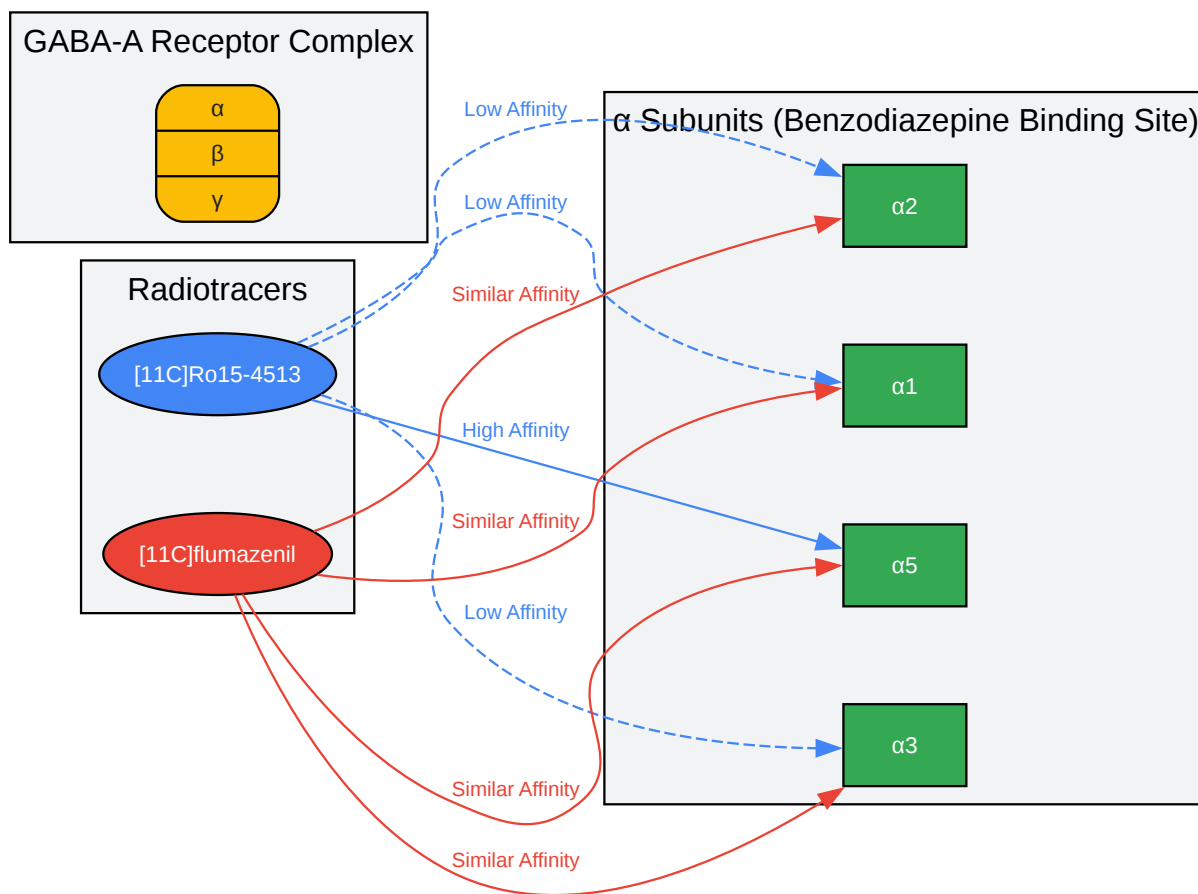 GABA-A Receptor Complex
α
β
γ
Radiotracers
[11C]Ro15-4513
[11C]flumazenil
Low Affinity
Low Affinity
Similar Affinity
High Affinity
Similar Affinity
Low Affinity
Similar Affinity
Similar Affinity
α Subunits (Benzodiazepine Binding Site)
α2
α1
α5
α3